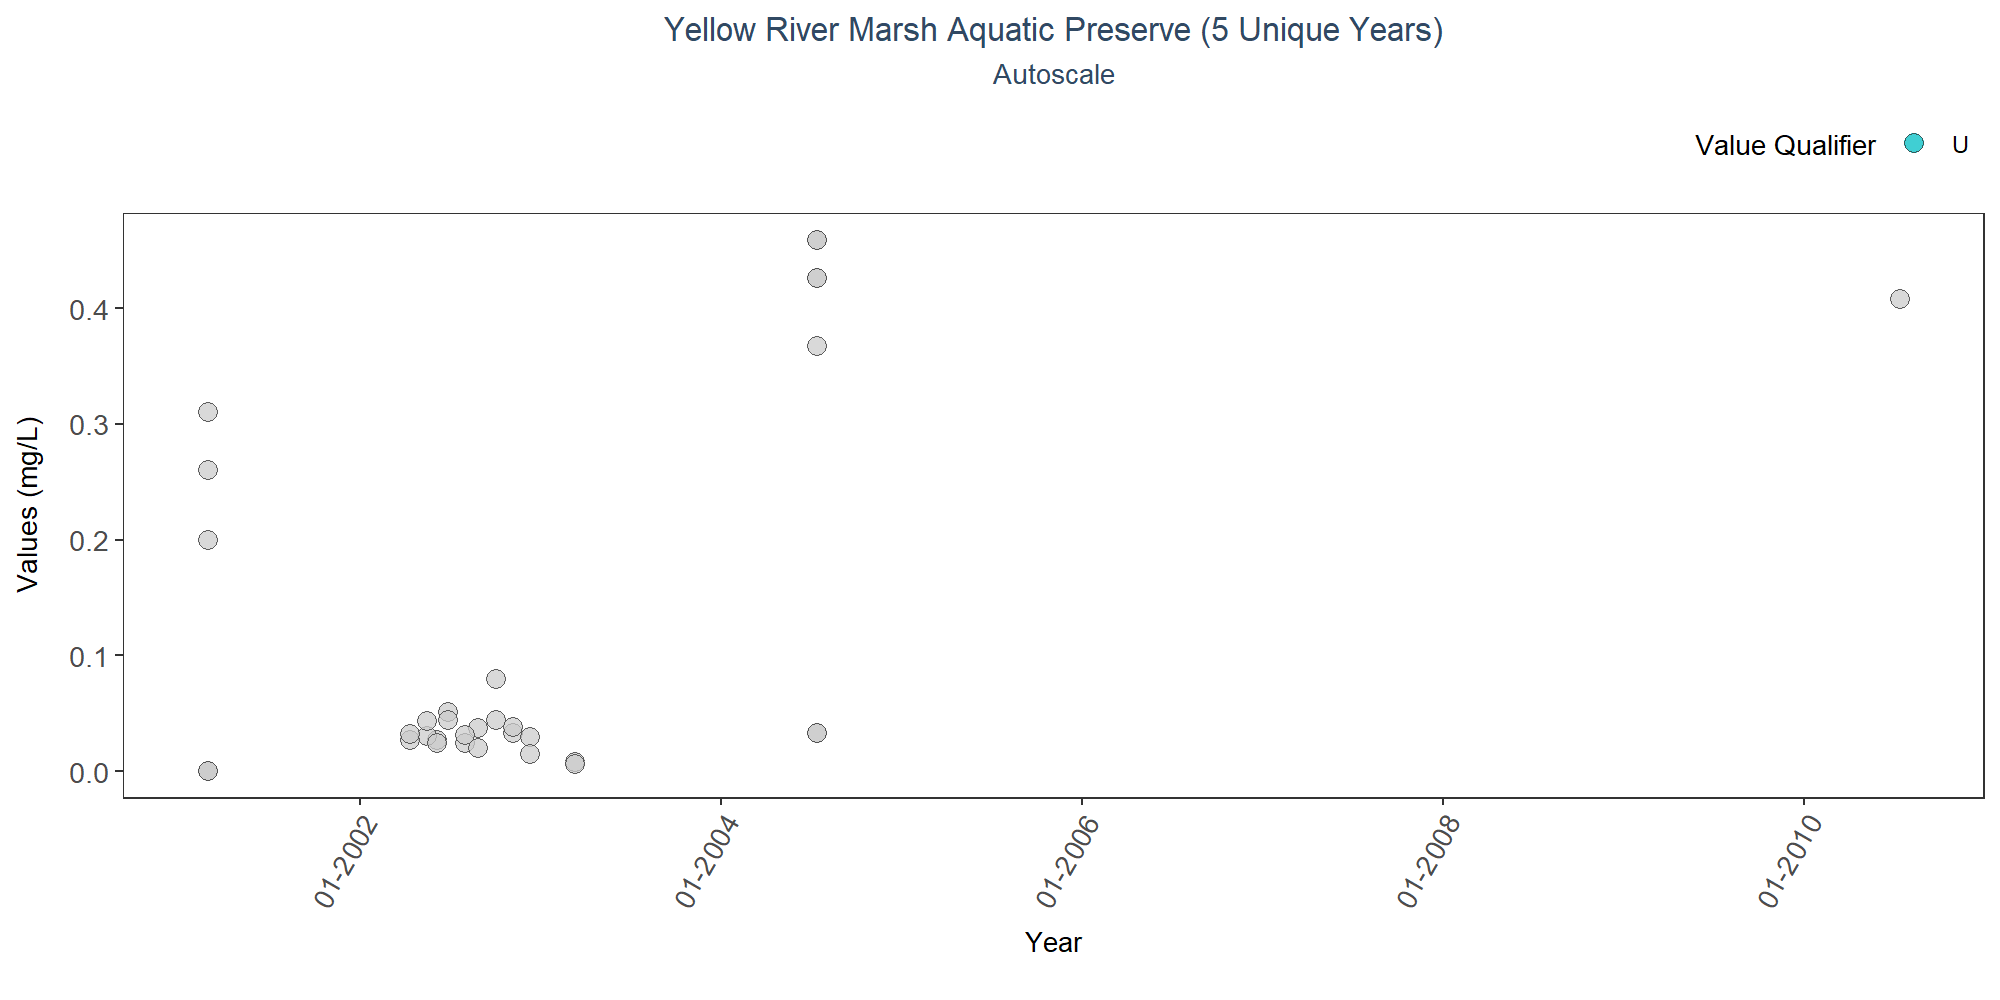 Yellow River Marsh Aquatic Preserve (5 Unique Years)
Autoscale
Value Qualifier U
Values (mg/L)
0.4
0.3
0.2
0.1
0.0
01-2002 01-2004 01-2006 01-2008 01-2010
Year